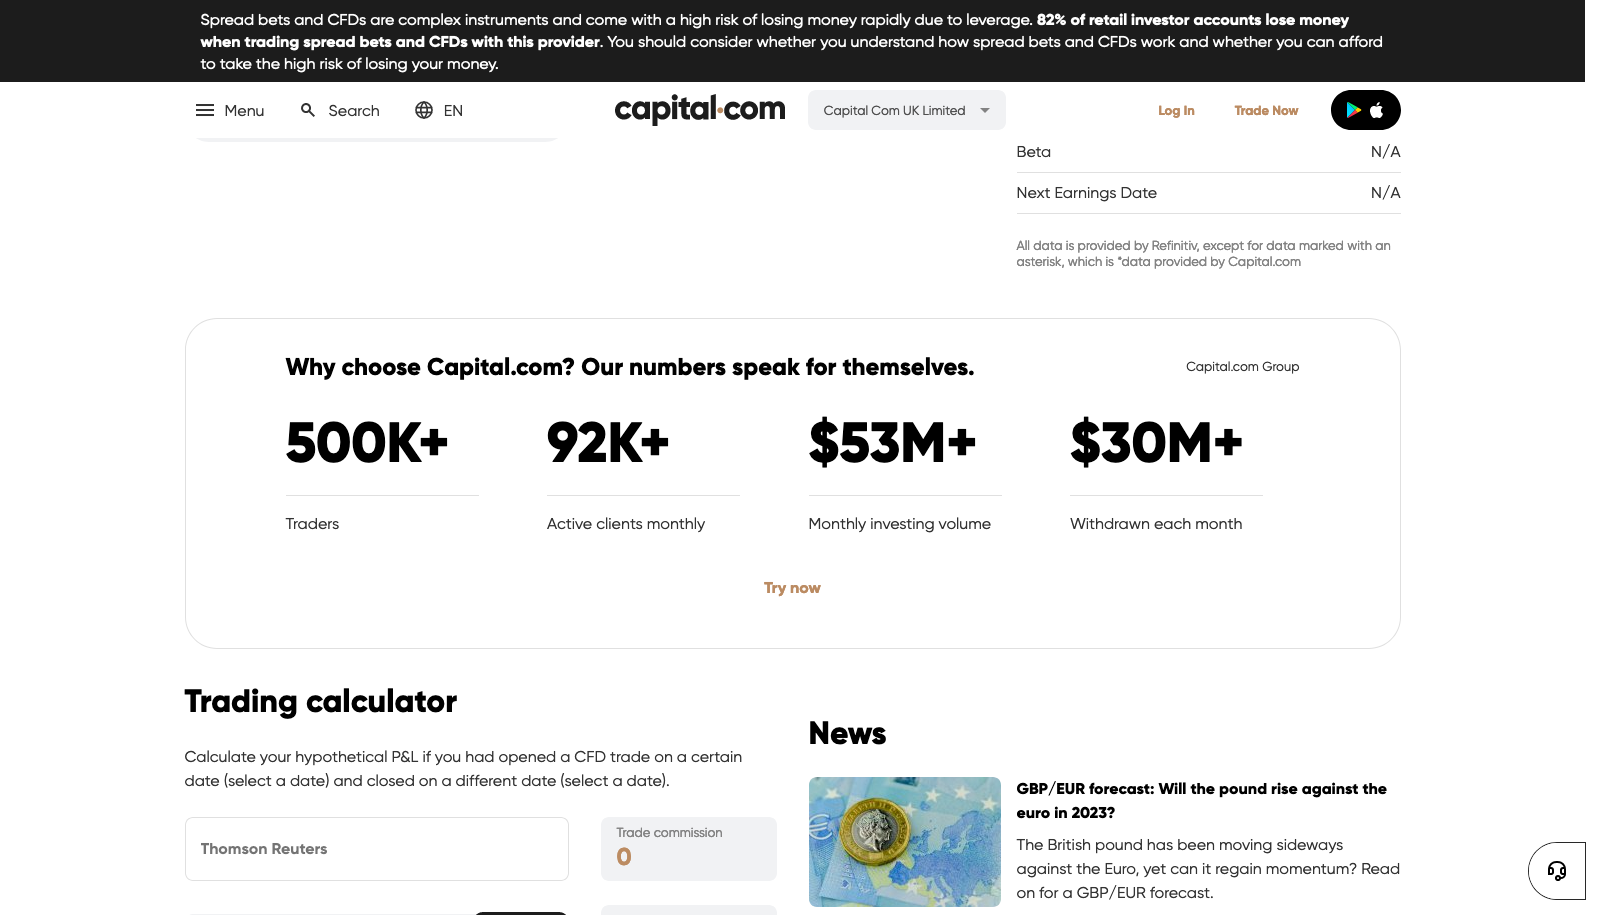 Spread bets and CFDs are complex instruments and come with a high risk of losing money rapidly due to leverage. 82% of retail investor accounts lose money
when trading spread bets and CFDs with this provider. You should consider whether you understand how spread bets and CFDs work and whether you can afford
to take the high risk of losing your money.
Menu
Search
EN
capital.com
Capital Com UK Limited
Log In
Trade Now
Beta N/A
Next Earnings Date N/A
All data is provided by Refinitiv, except for data marked with an
asterisk, which is *data provided by Capital.com
Why choose Capital.com? Our numbers speak for themselves.
Capital.com Group
500K+
92K+
$53M+
$30M+
Traders
Active clients monthly
Monthly investing volume
Withdrawn each month
Try now
Trading calculator
Calculate your hypothetical P&L if you had opened a CFD trade on a certain
date (select a date) and closed on a different date (select a date).
Thomson Reuters
Trade commission
0
News
GBP/EUR forecast: Will the pound rise against the
euro in 2023?
The British pound has been moving sideways
against the Euro, yet can it regain momentum? Read
on for a GBP/EUR forecast.